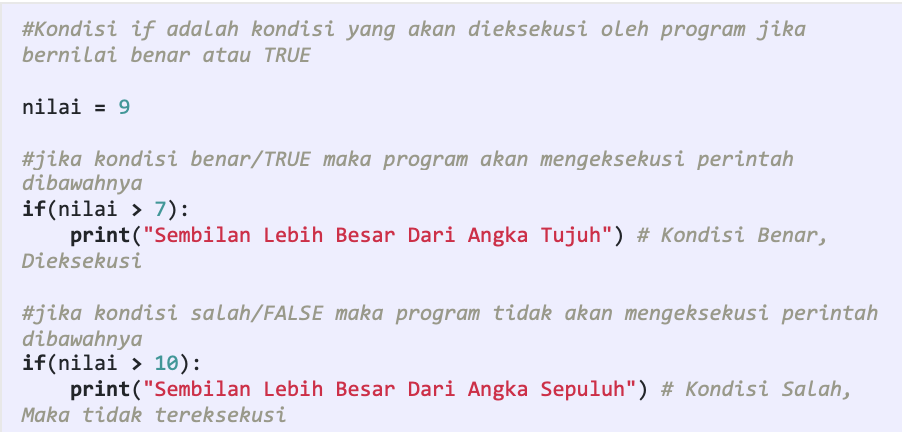 #Kondisi if adalah kondisi yang akan dieksekusi oleh program jika
bernilai benar atau TRUE
nilai = 9
#jika kondisi benar/TRUE maka program akan mengeksekusi perintah
dibawahnya
if(nilai > 7):
    print("Sembilan Lebih Besar Dari Angka Tujuh") # Kondisi Benar,
Dieksekusi
#jika kondisi salah/FALSE maka program tidak akan mengeksekusi perintah
dibawahnya
if(nilai > 10):
    print("Sembilan Lebih Besar Dari Angka Sepuluh") # Kondisi Salah,
Maka tidak tereksekusi